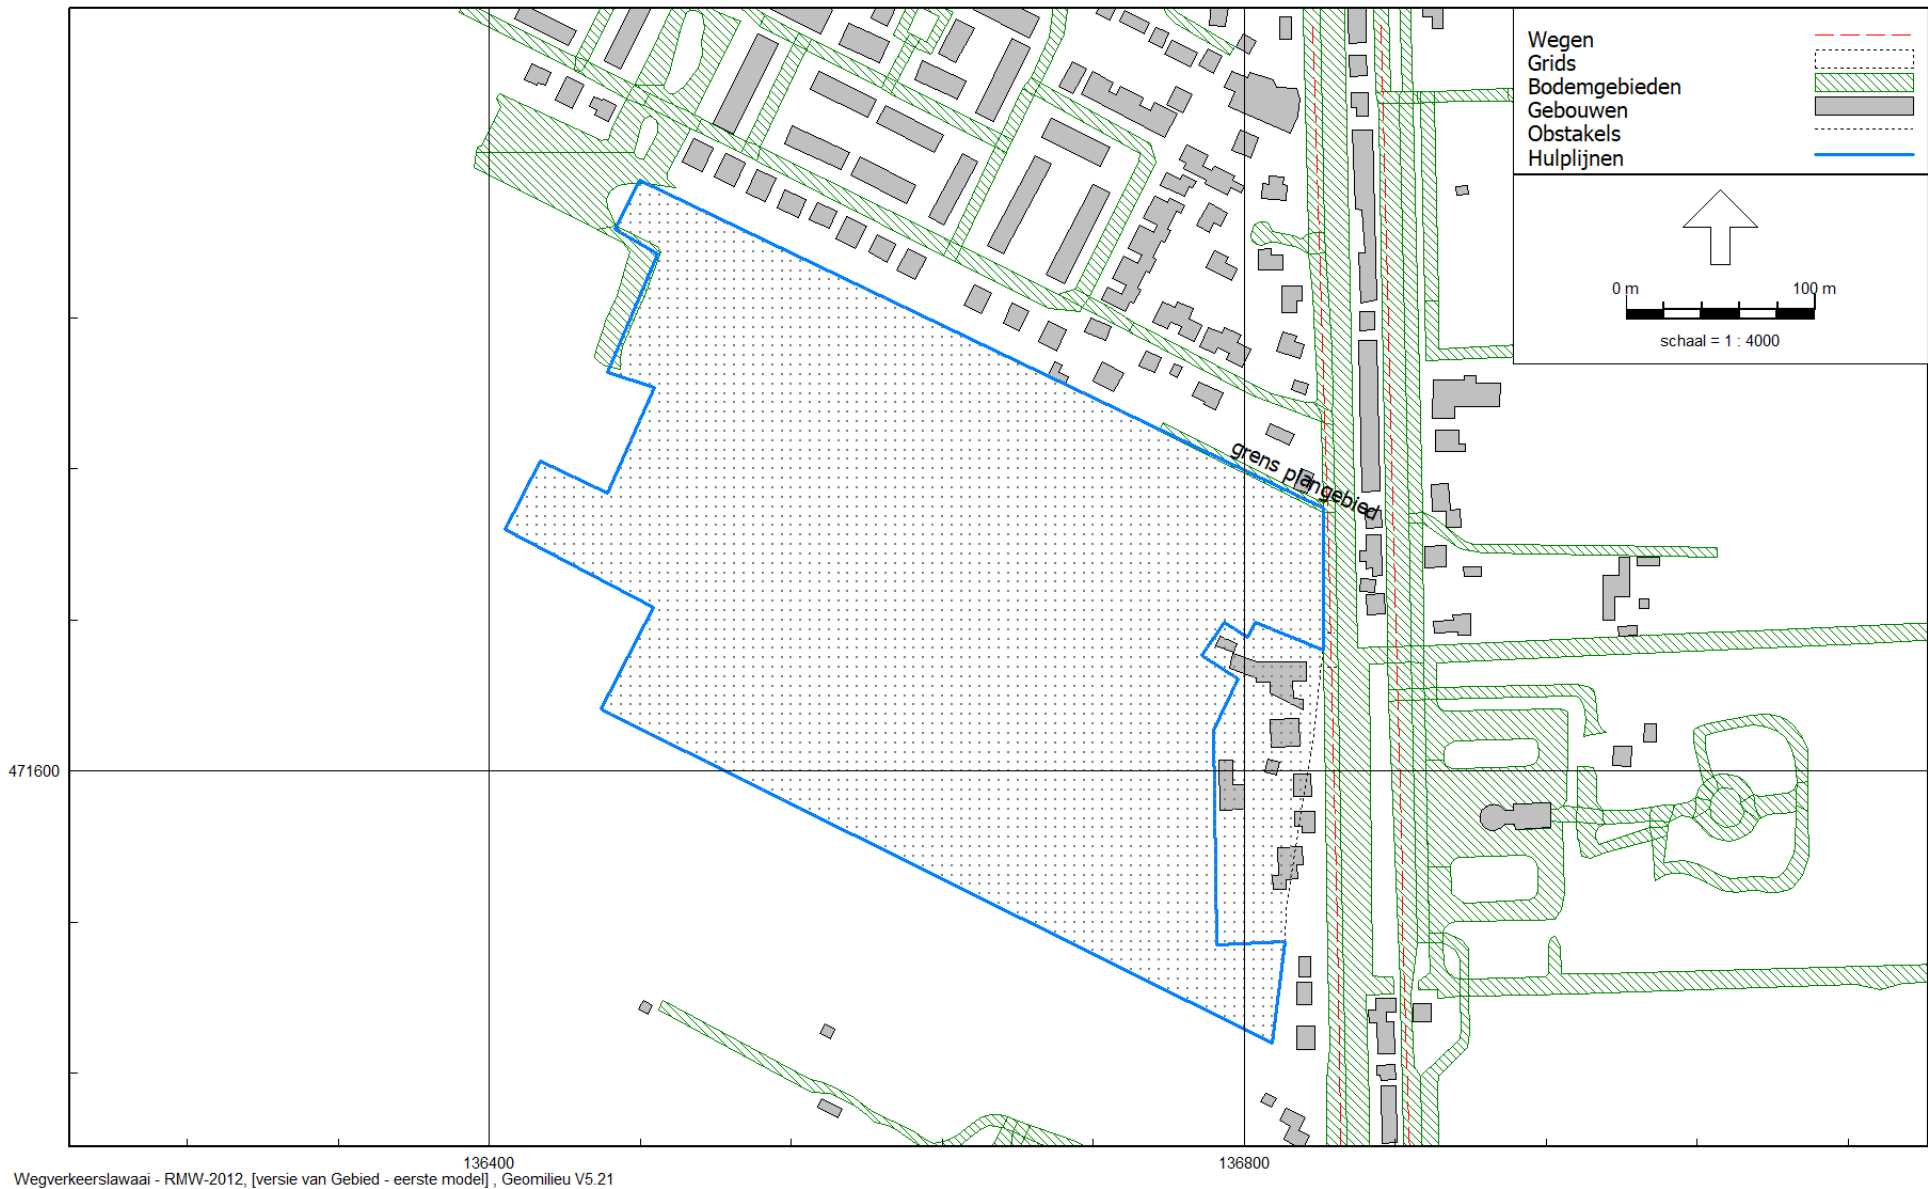 Wegen
Grids
Bodemgebieden
Gebouwen
Obstakels
Hulplijnen
0 m 100 m
schaal = 1 : 4000
grens plangebied
471600
136400 136800
Wegverkeerslawaai - RMW-2012, [versie van Gebied - eerste model] , Geomilieu V5.21